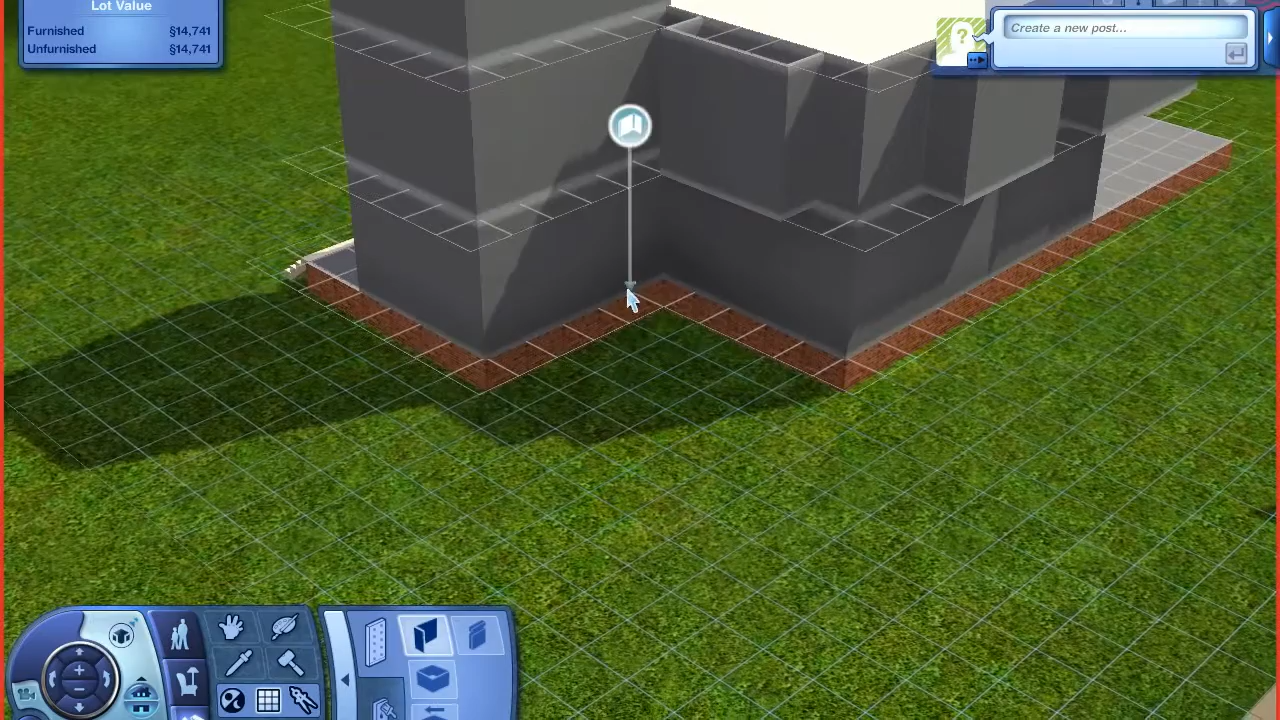 Lot Value
Furnished §14,741
Unfurnished §14,741
?
Create a new post...